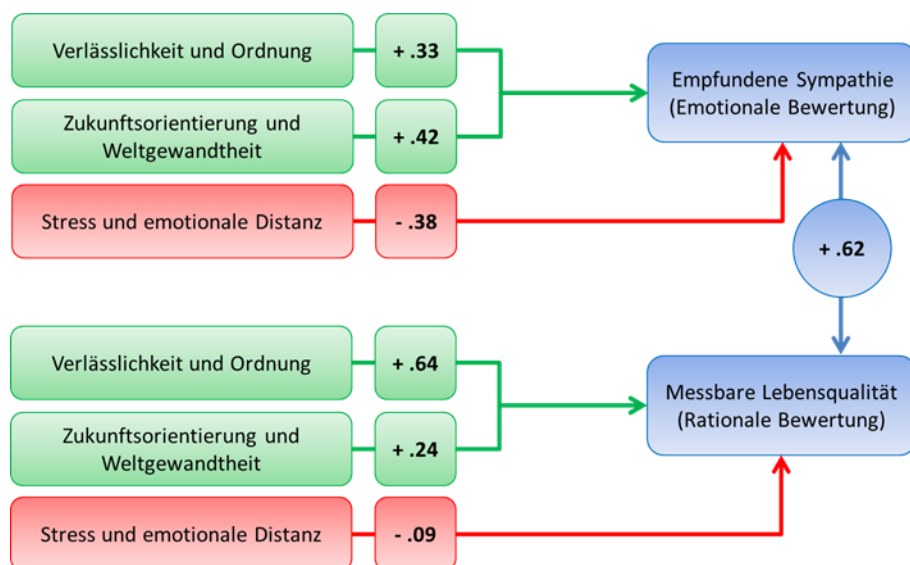 Verlässlichkeit und Ordnung
+ .33
Zukunftsorientierung und
Weltgewandtheit
+ .42
Stress und emotionale Distanz
- .38
Empfundene Sympathie
(Emotionale Bewertung)
+ .62
Verlässlichkeit und Ordnung
+ .64
Zukunftsorientierung und
Weltgewandtheit
+ .24
Stress und emotionale Distanz
- .09
Messbare Lebensqualität
(Rationale Bewertung)